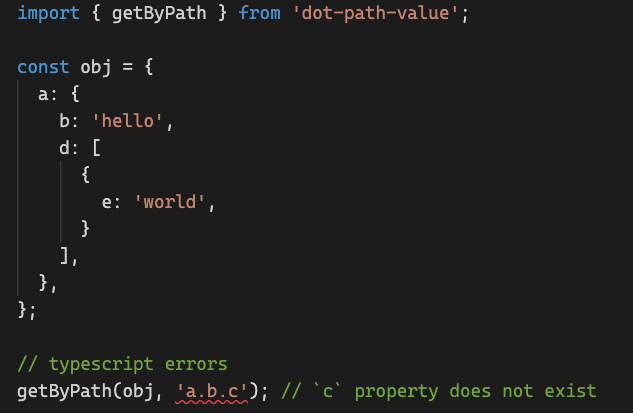 import { getByPath } from 'dot-path-value';

const obj = {
  a: {
    b: 'hello',
    d: [
      {
        e: 'world',
      }
    ],
  },
};

// typescript errors
getByPath(obj, 'a.b.c'); // `c` property does not exist